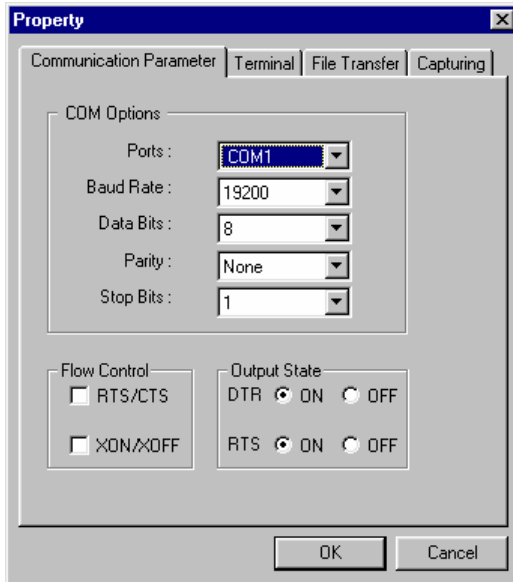 Property
Communication Parameter Terminal File Transfer Capturing
COM Options
Ports : COM1
Baud Rate : 19200
Data Bits : 8
Parity : None
Stop Bits : 1
Flow Control
RTS/CTS
XON/XOFF
Output State
DTR ON OFF
RTS ON OFF
OK Cancel